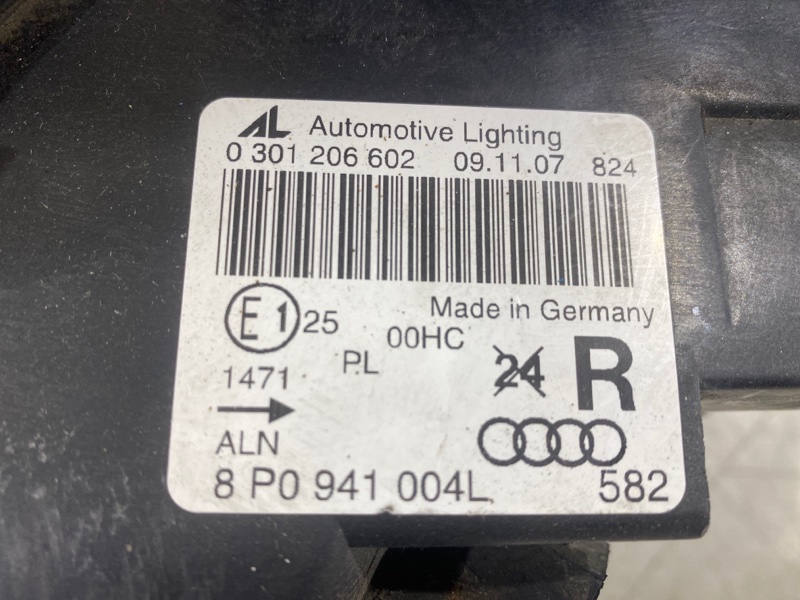 AL Automotive Lighting
0 301 206 602 09.11.07 824
Made in Germany
E1 25 00HC
PL 24 R
1471
ALN
8 P0 941 004L 582